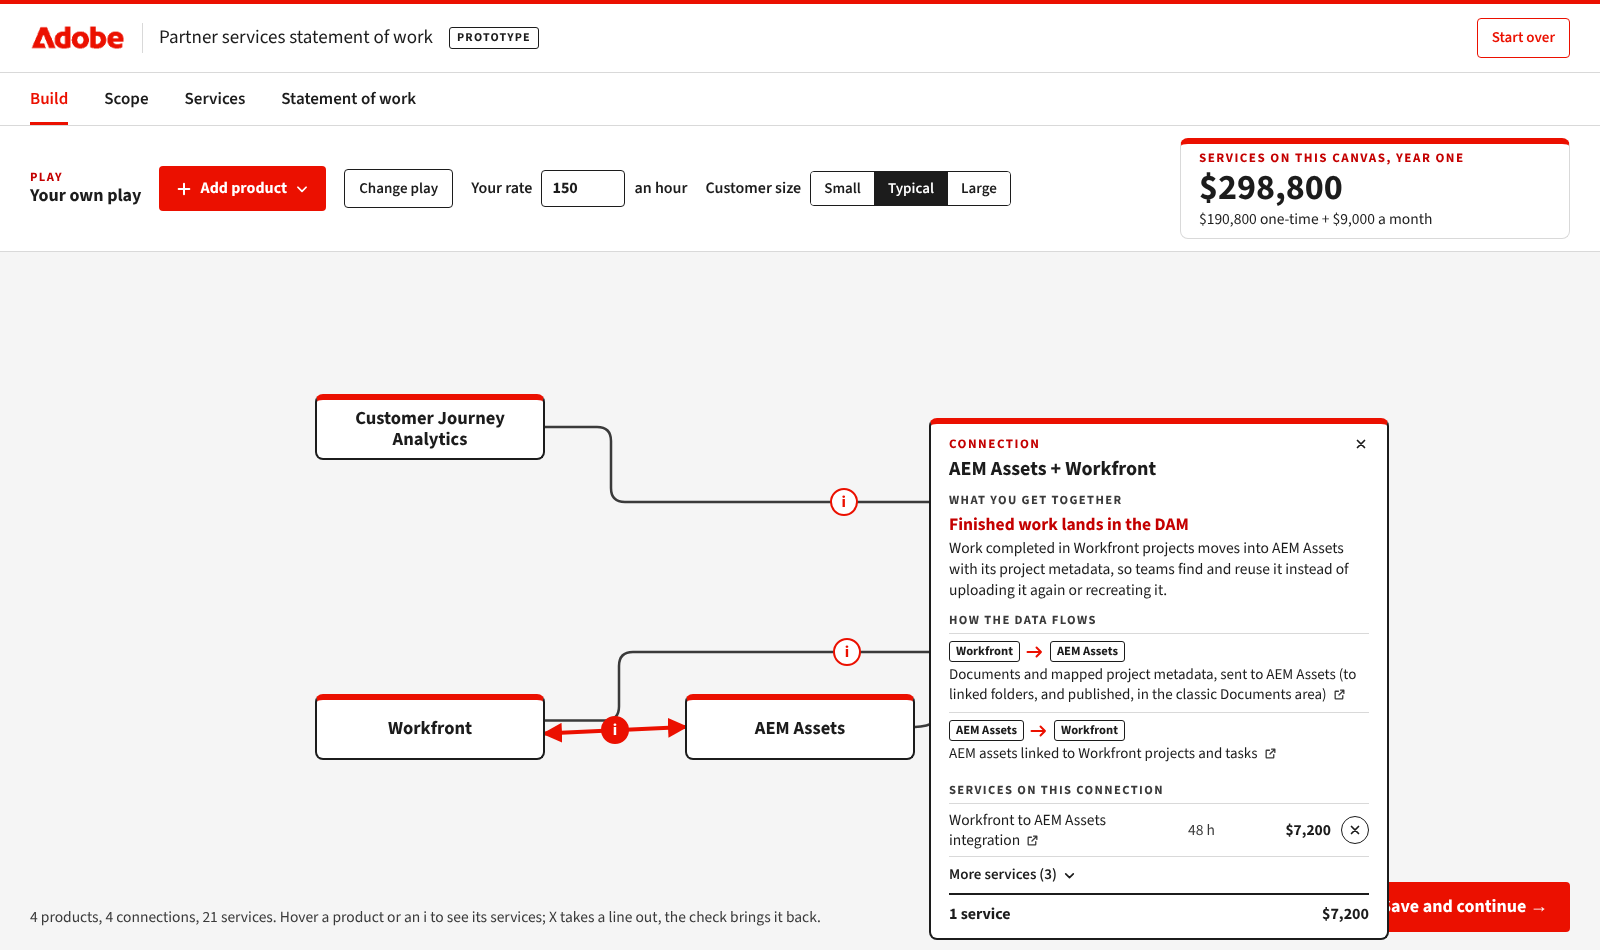 Adobe
Partner services statement of work
PROTOTYPE
Start over
Build
Scope
Services
Statement of work
PLAY
Your own play
+ Add product
Change play
Your rate
150
an hour
Customer size
Small
Typical
Large
SERVICES ON THIS CANVAS, YEAR ONE
$298,800
$190,800 one-time + $9,000 a month
Customer Journey
Analytics
i
i
Workfront
i
AEM Assets
CONNECTION
AEM Assets + Workfront
WHAT YOU GET TOGETHER
Finished work lands in the DAM
Work completed in Workfront projects moves into AEM Assets
with its project metadata, so teams find and reuse it instead of
uploading it again or recreating it.
HOW THE DATA FLOWS
Workfront → AEM Assets
Documents and mapped project metadata, sent to AEM Assets (to
linked folders, and published, in the classic Documents area)
AEM Assets → Workfront
AEM assets linked to Workfront projects and tasks
SERVICES ON THIS CONNECTION
Workfront to AEM Assets
integration
48 h
$7,200
More services (3)
1 service
$7,200
4 products, 4 connections, 21 services. Hover a product or an i to see its services; X takes a line out, the check brings it back.
ave and continue →